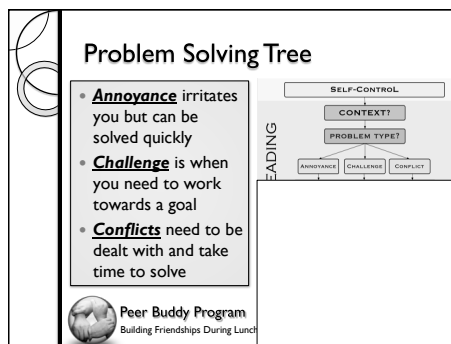 Problem Solving Tree
• Annoyance irritates
you but can be
solved quickly
• Challenge is when
you need to work
towards a goal
• Conflicts need to be
dealt with and take
time to solve
SELF-CONTROL
CONTEXT?
PROBLEM TYPE?
ANNOYANCE CHALLENGE CONFLICT
EADING
Peer Buddy Program
Building Friendships During Lunch